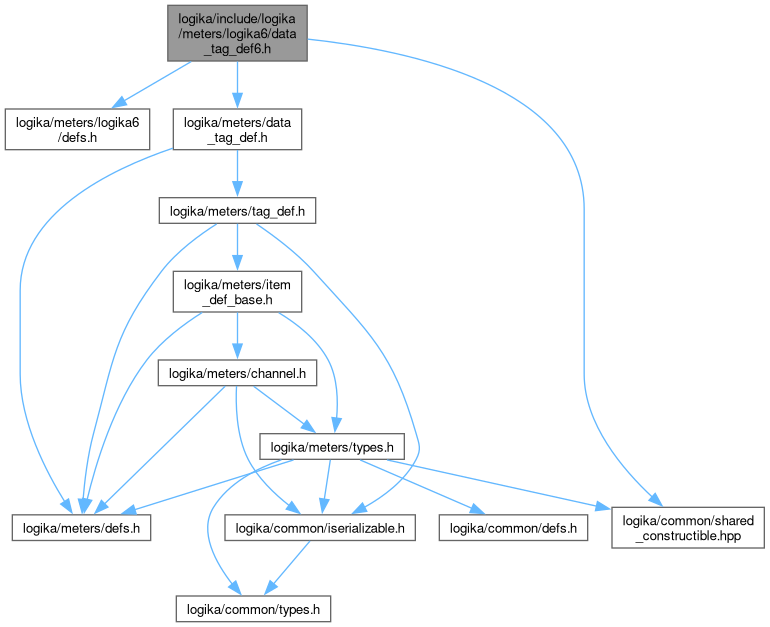 logika/include/logika
/meters/logika6/data
_tag_def6.h
logika/meters/logika6
/defs.h
logika/meters/data
_tag_def.h
logika/meters/tag_def.h
logika/meters/item
_def_base.h
logika/meters/channel.h
logika/meters/types.h
logika/meters/defs.h
logika/common/iserializable.h
logika/common/defs.h
logika/common/shared
_constructible.hpp
logika/common/types.h